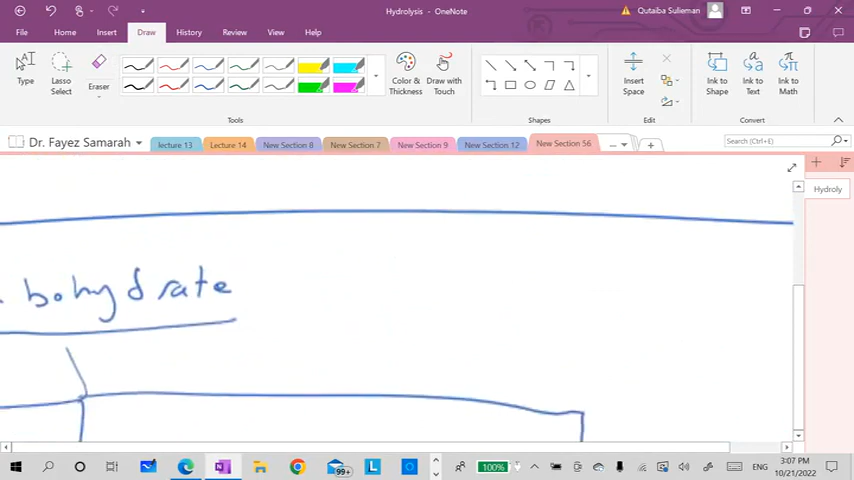 Hydrolysis - OneNote
Qutaiba Sulieman
File Home Insert Draw History Review View Help
Type
Lasso Select
Eraser
Color & Thickness
Draw with Touch
Insert Space
Ink to Shape
Ink to Text
Ink to Math
Tools Shapes Edit Convert
Dr. Fayez Samarah lecture 13 Lecture 14 New Section 8 New Section 7 New Section 9 New Section 12 New Section 56 Search (Ctrl+E)
Hydroly
bohydrate
99+
100%
ENG
3:07 PM
10/21/2022